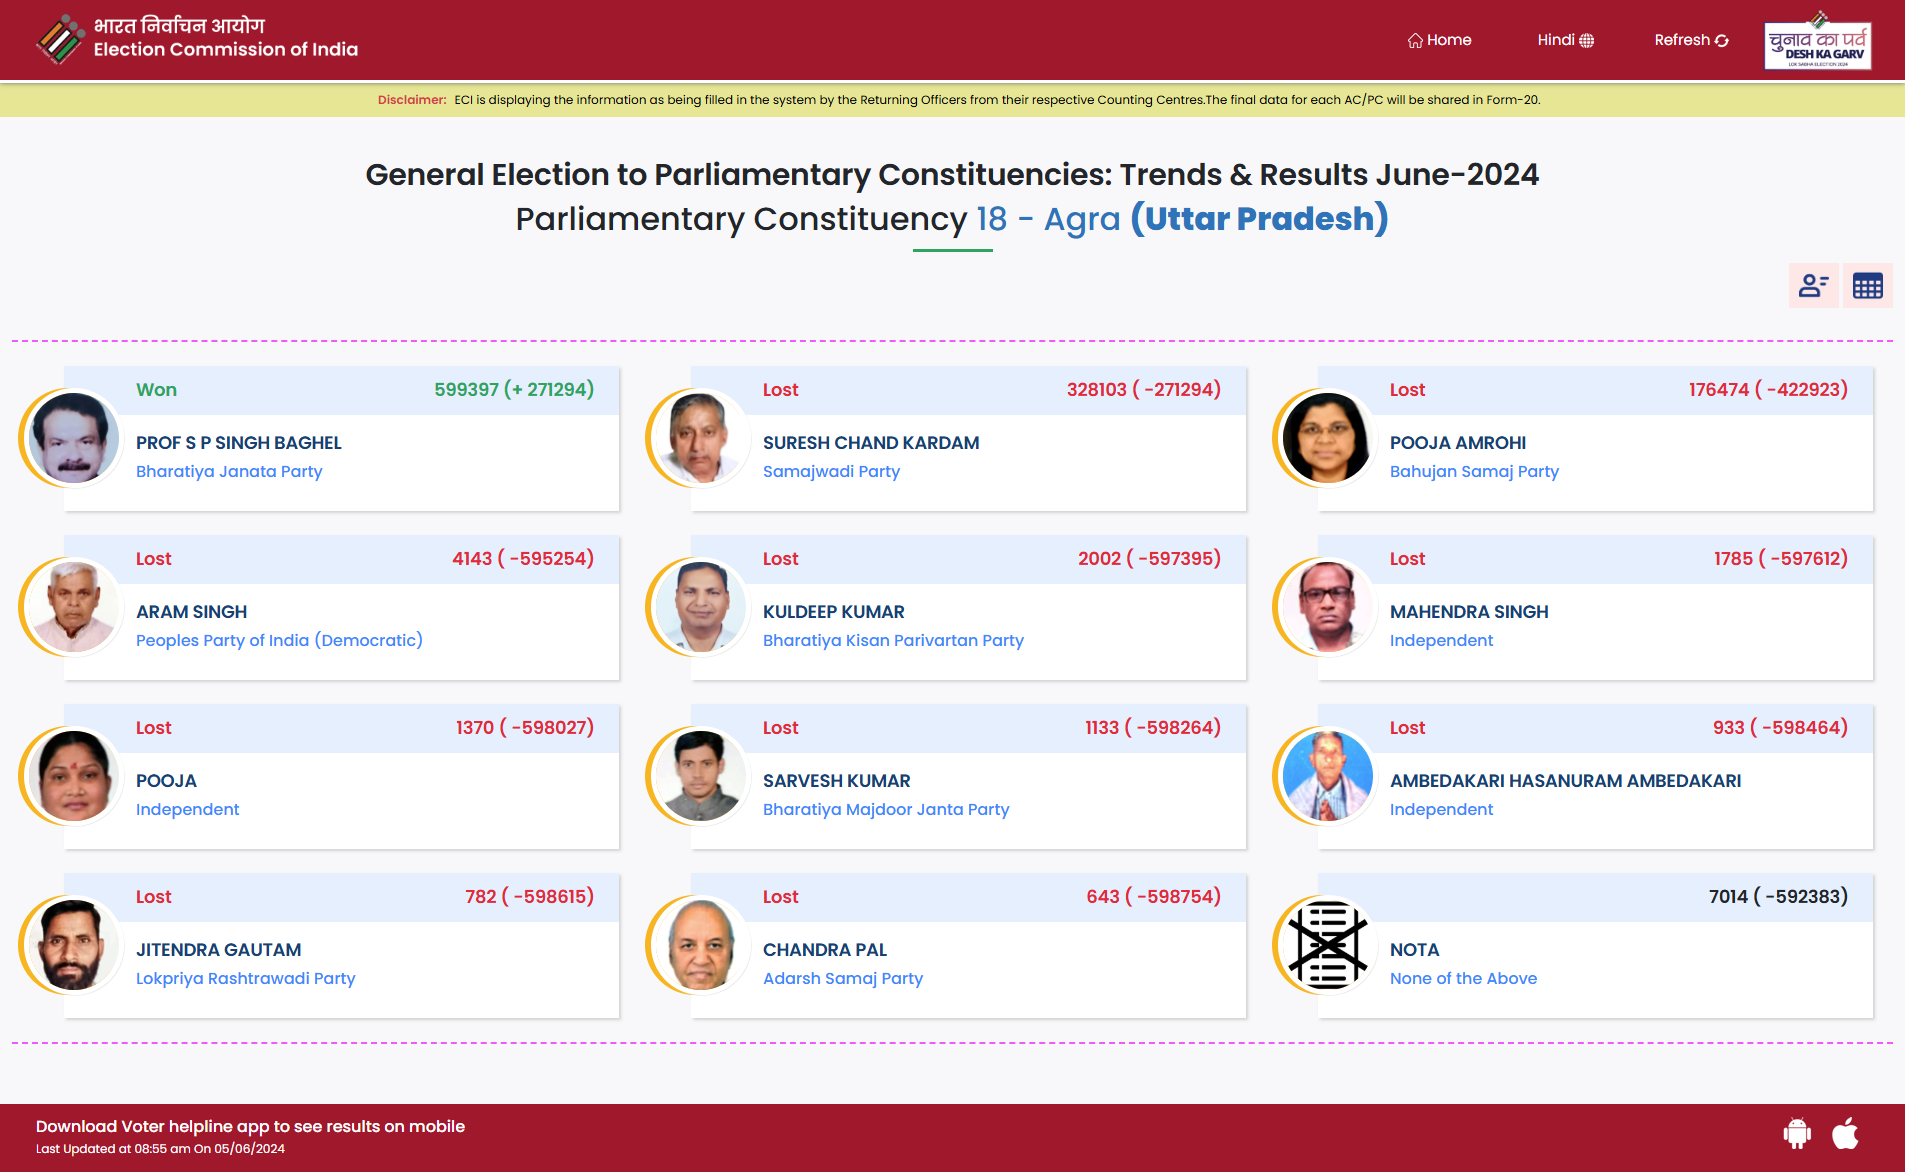 भारत निर्वाचन आयोग
Election Commission of India
Home
Hindi
Refresh
चुनाव का पर्व
DESH KA GARV
LOK SABHA ELECTION 2024
Disclaimer: ECI is displaying the information as being filled in the system by the Returning Officers from their respective Counting Centres.The final data for each AC/PC will be shared in Form-20.
General Election to Parliamentary Constituencies: Trends & Results June-2024
Parliamentary Constituency 18 - Agra (Uttar Pradesh)
Won 599397 (+ 271294)
PROF S P SINGH BAGHEL
Bharatiya Janata Party
Lost 328103 ( -271294)
SURESH CHAND KARDAM
Samajwadi Party
Lost 176474 ( -422923)
POOJA AMROHI
Bahujan Samaj Party
Lost 4143 ( -595254)
ARAM SINGH
Peoples Party of India (Democratic)
Lost 2002 ( -597395)
KULDEEP KUMAR
Bharatiya Kisan Parivartan Party
Lost 1785 ( -597612)
MAHENDRA SINGH
Independent
Lost 1370 ( -598027)
POOJA
Independent
Lost 1133 ( -598264)
SARVESH KUMAR
Bharatiya Majdoor Janta Party
Lost 933 ( -598464)
AMBEDAKARI HASANURAM AMBEDAKARI
Independent
Lost 782 ( -598615)
JITENDRA GAUTAM
Lokpriya Rashtrawadi Party
Lost 643 ( -598754)
CHANDRA PAL
Adarsh Samaj Party
7014 ( -592383)
NOTA
None of the Above
Download Voter helpline app to see results on mobile
Last Updated at 08:55 am On 05/06/2024